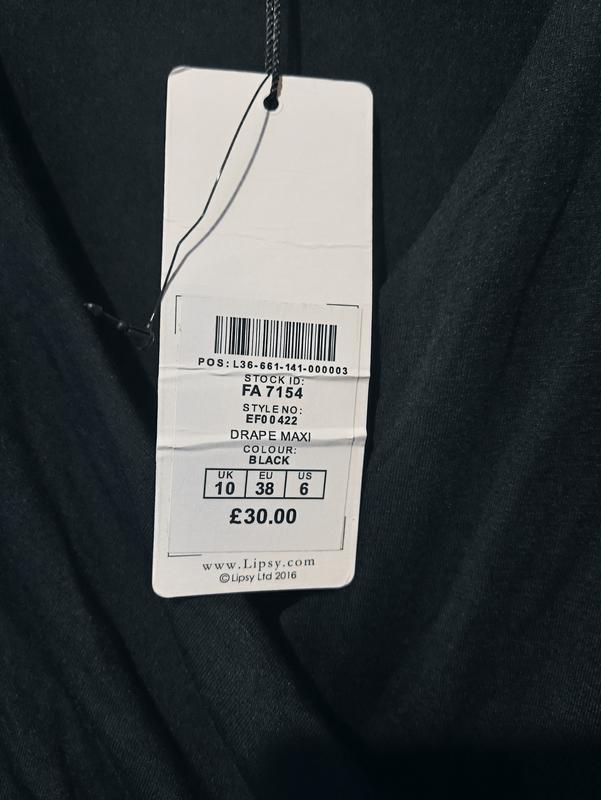 POS: L36-661-141-000003
STOCK ID:
FA 7154
STYLE NO:
EF00422
DRAPE MAXI
COLOUR:
BLACK
UK EU US
10 38 6
£30.00
www.Lipsy.com
© Lipsy Ltd 2016